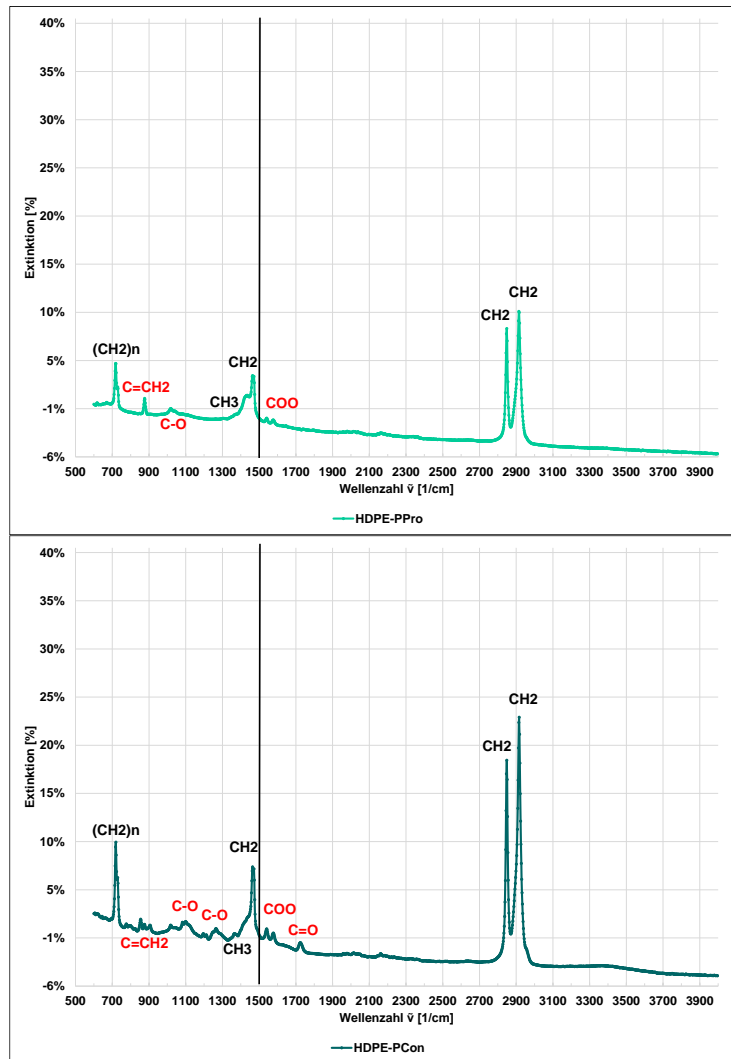 40%
35%
30%
25%
20%
15%
10%
5%
-1%
-6%
Extinktion [%]
(CH2)n
C=CH2
C-O
CH3
CH2
COO
CH2
CH2
500 700 900 1100 1300 1500 1700 1900 2100 2300 2500 2700 2900 3100 3300 3500 3700 3900
Wellenzahl ṽ [1/cm]
HDPE-PPro
40%
35%
30%
25%
20%
15%
10%
5%
-1%
-6%
Extinktion [%]
(CH2)n
C=CH2
C-O
C-O
CH3
CH2
COO
C=O
CH2
CH2
500 700 900 1100 1300 1500 1700 1900 2100 2300 2500 2700 2900 3100 3300 3500 3700 3900
Wellenzahl ṽ [1/cm]
HDPE-PCon